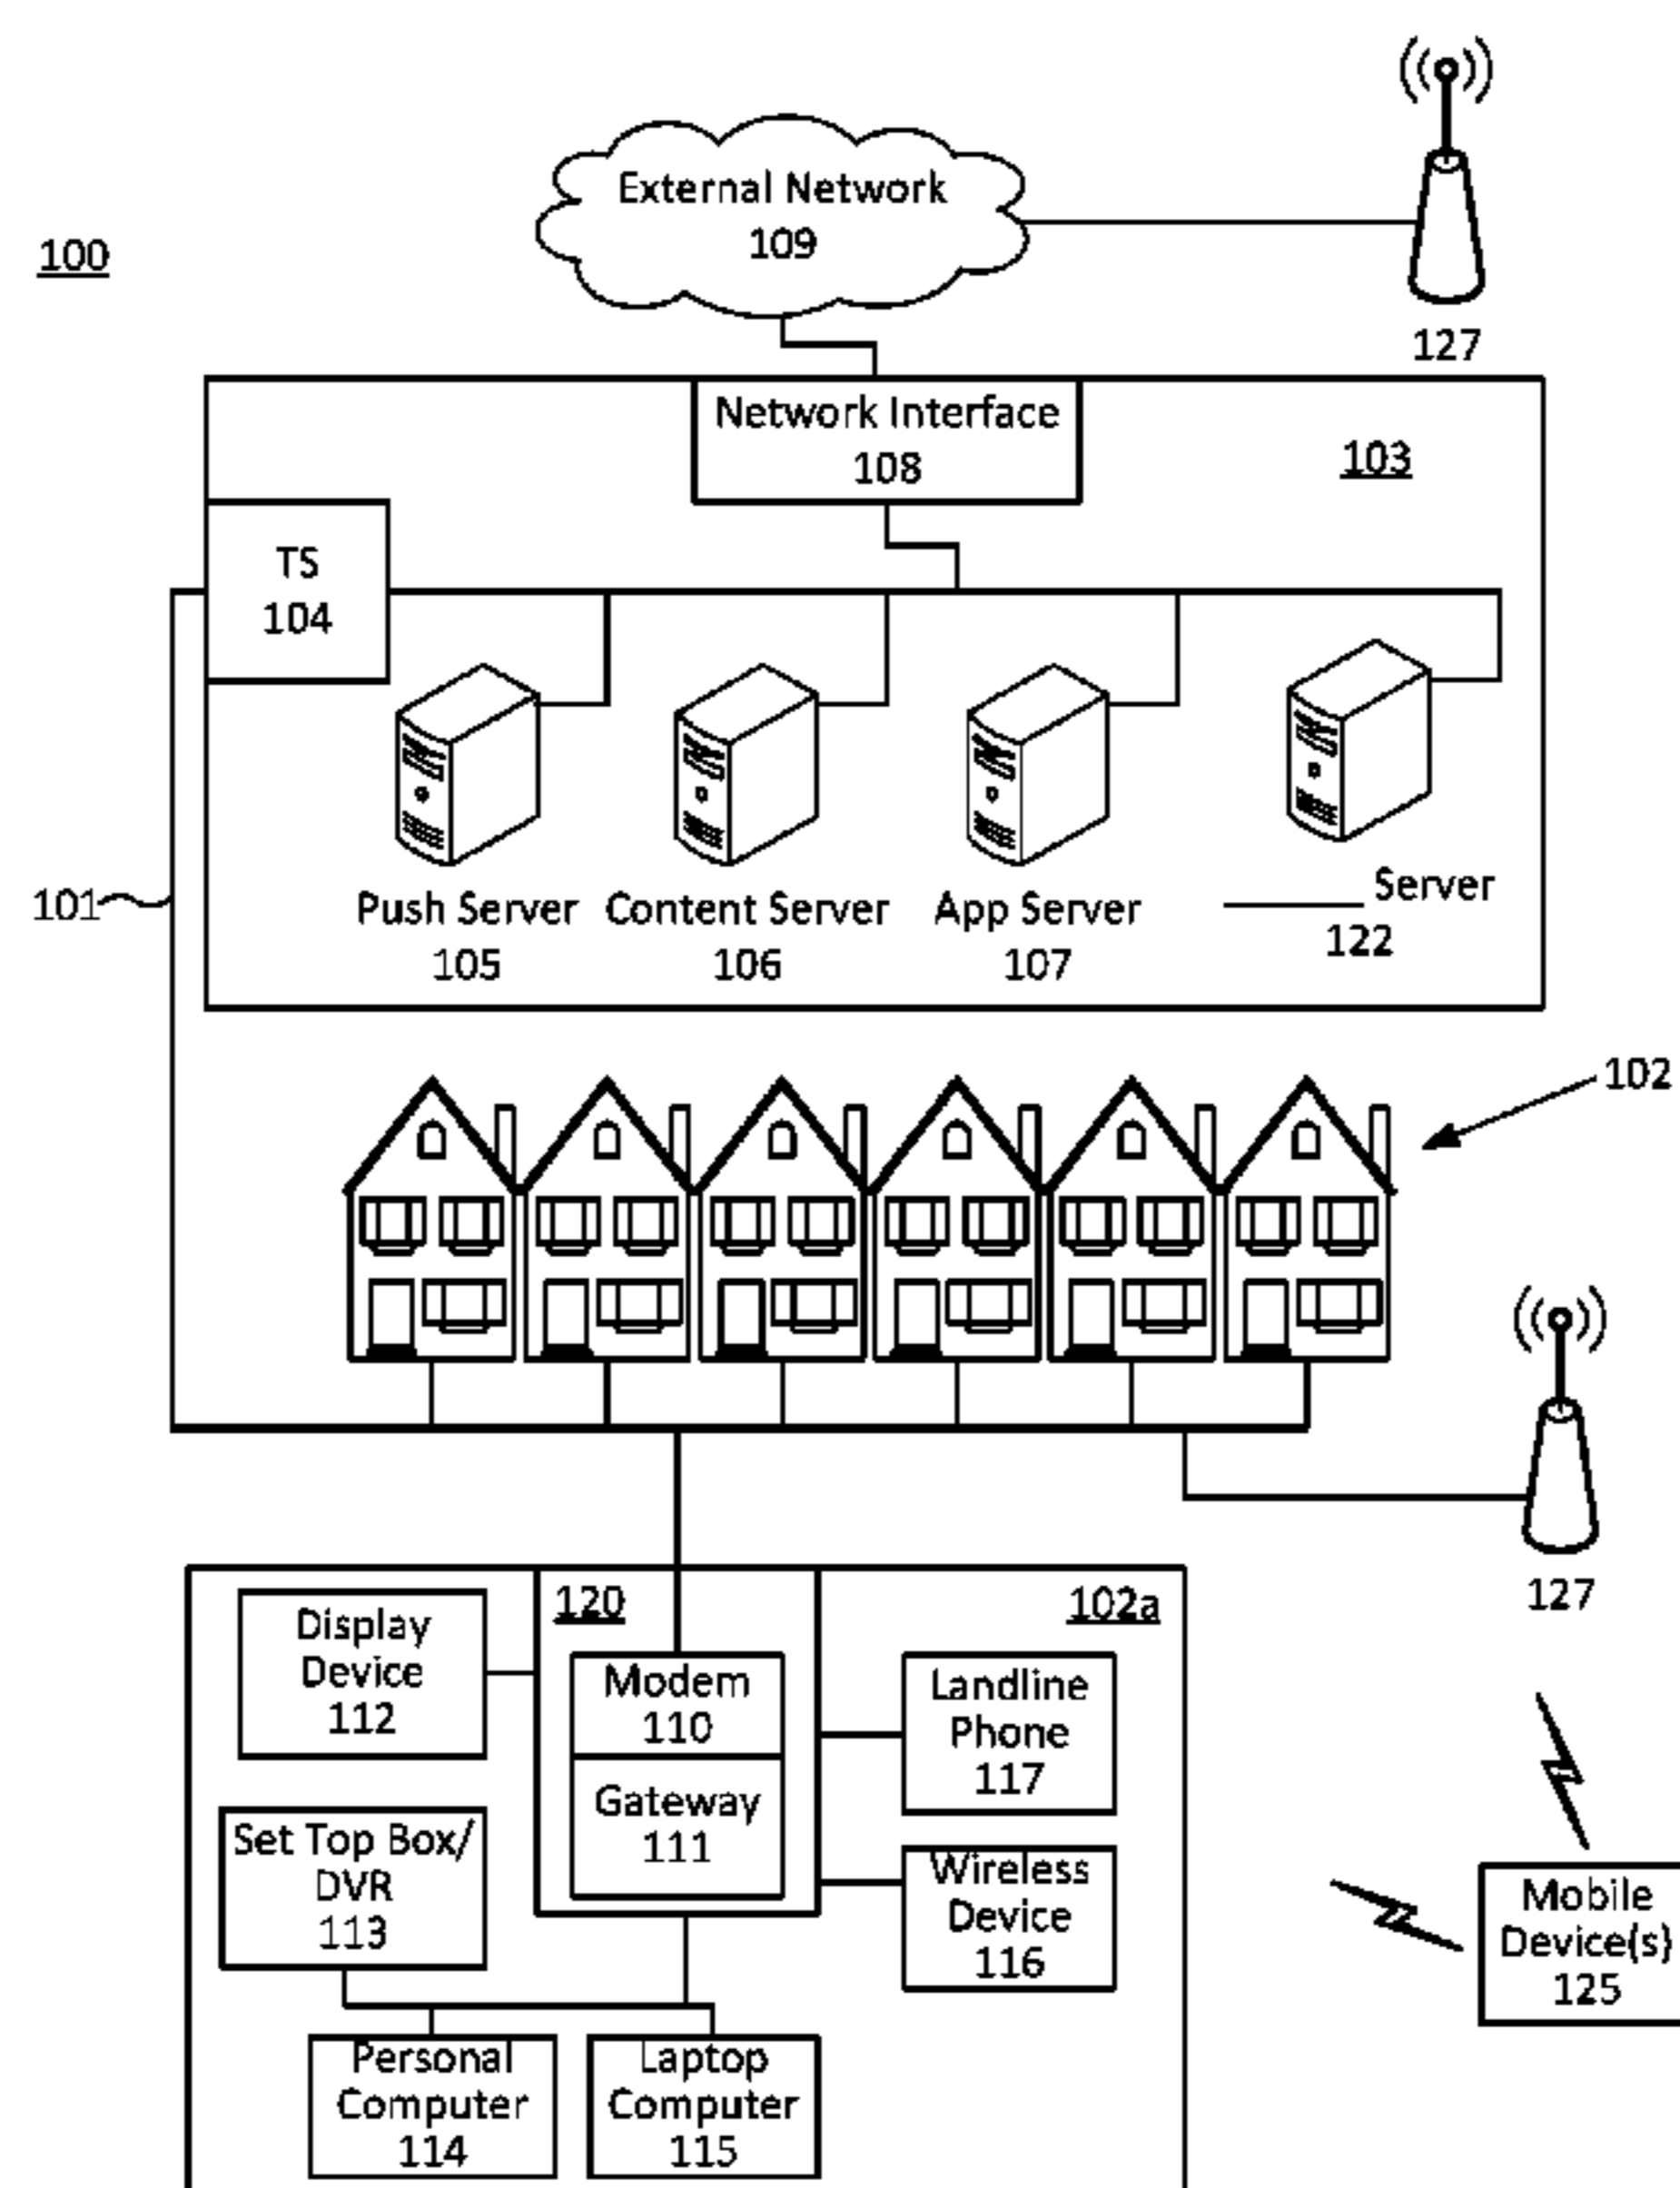 100
External Network
109
127
Network Interface
108
103
TS
104
101
Push Server
105
Content Server
106
App Server
107
______ Server
122
102
127
120
102a
Display
Device
112
Modem
110
Gateway
111
Landline
Phone
117
Set Top Box/
DVR
113
Wireless
Device
116
Mobile
Device(s)
125
Personal
Computer
114
Laptop
Computer
115